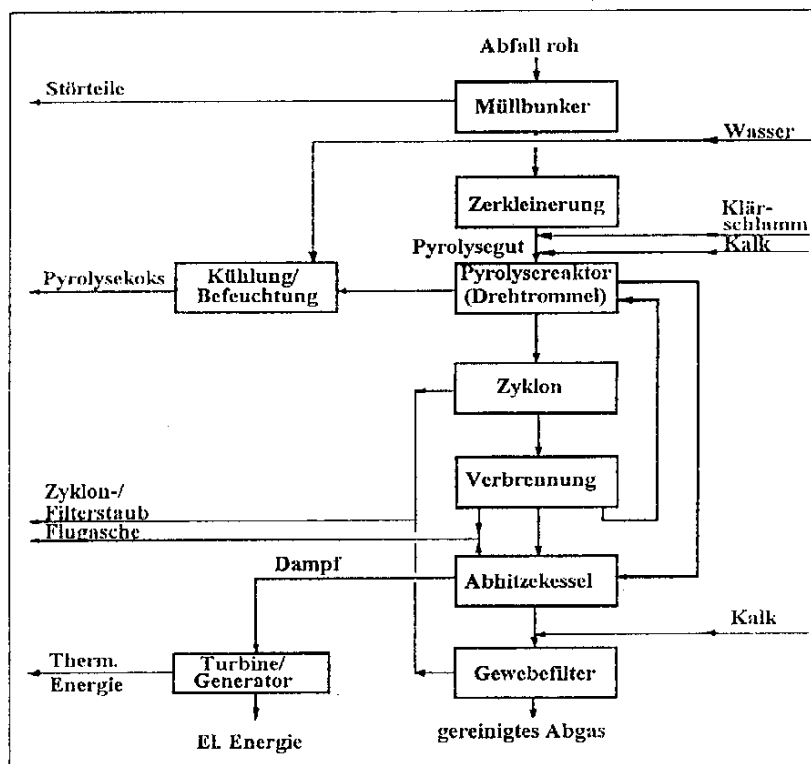 Abfall roh
Störteile
Müllbunker
Wasser
Zerkleinerung
Klär-
schlamm
Pyrolysegut
Kalk
Pyrolysekoks
Kühlung/
Befeuchtung
Pyrolysereaktor
(Drehtrommel)
Zyklon
Verbrennung
Zyklon-/
Filterstaub
Flugasche
Dampf
Abhitzekessel
Kalk
Therm.
Energie
Turbine/
Generator
Gewebefilter
El. Energie
gereinigtes Abgas